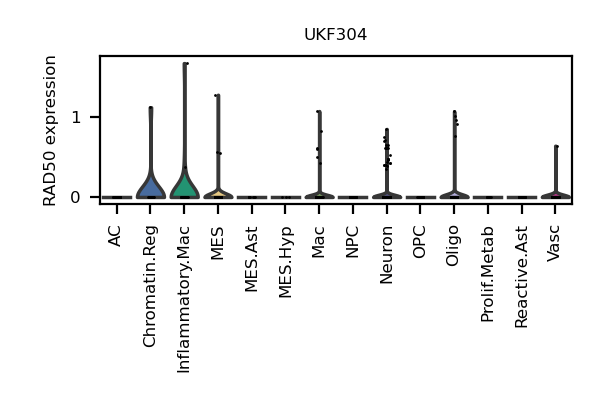 UKF304
RAD50 expression
1
0
AC
Chromatin.Reg
Inflammatory.Mac
MES
MES.Ast
MES.Hyp
Mac
NPC
Neuron
OPC
Oligo
Prolif.Metab
Reactive.Ast
Vasc